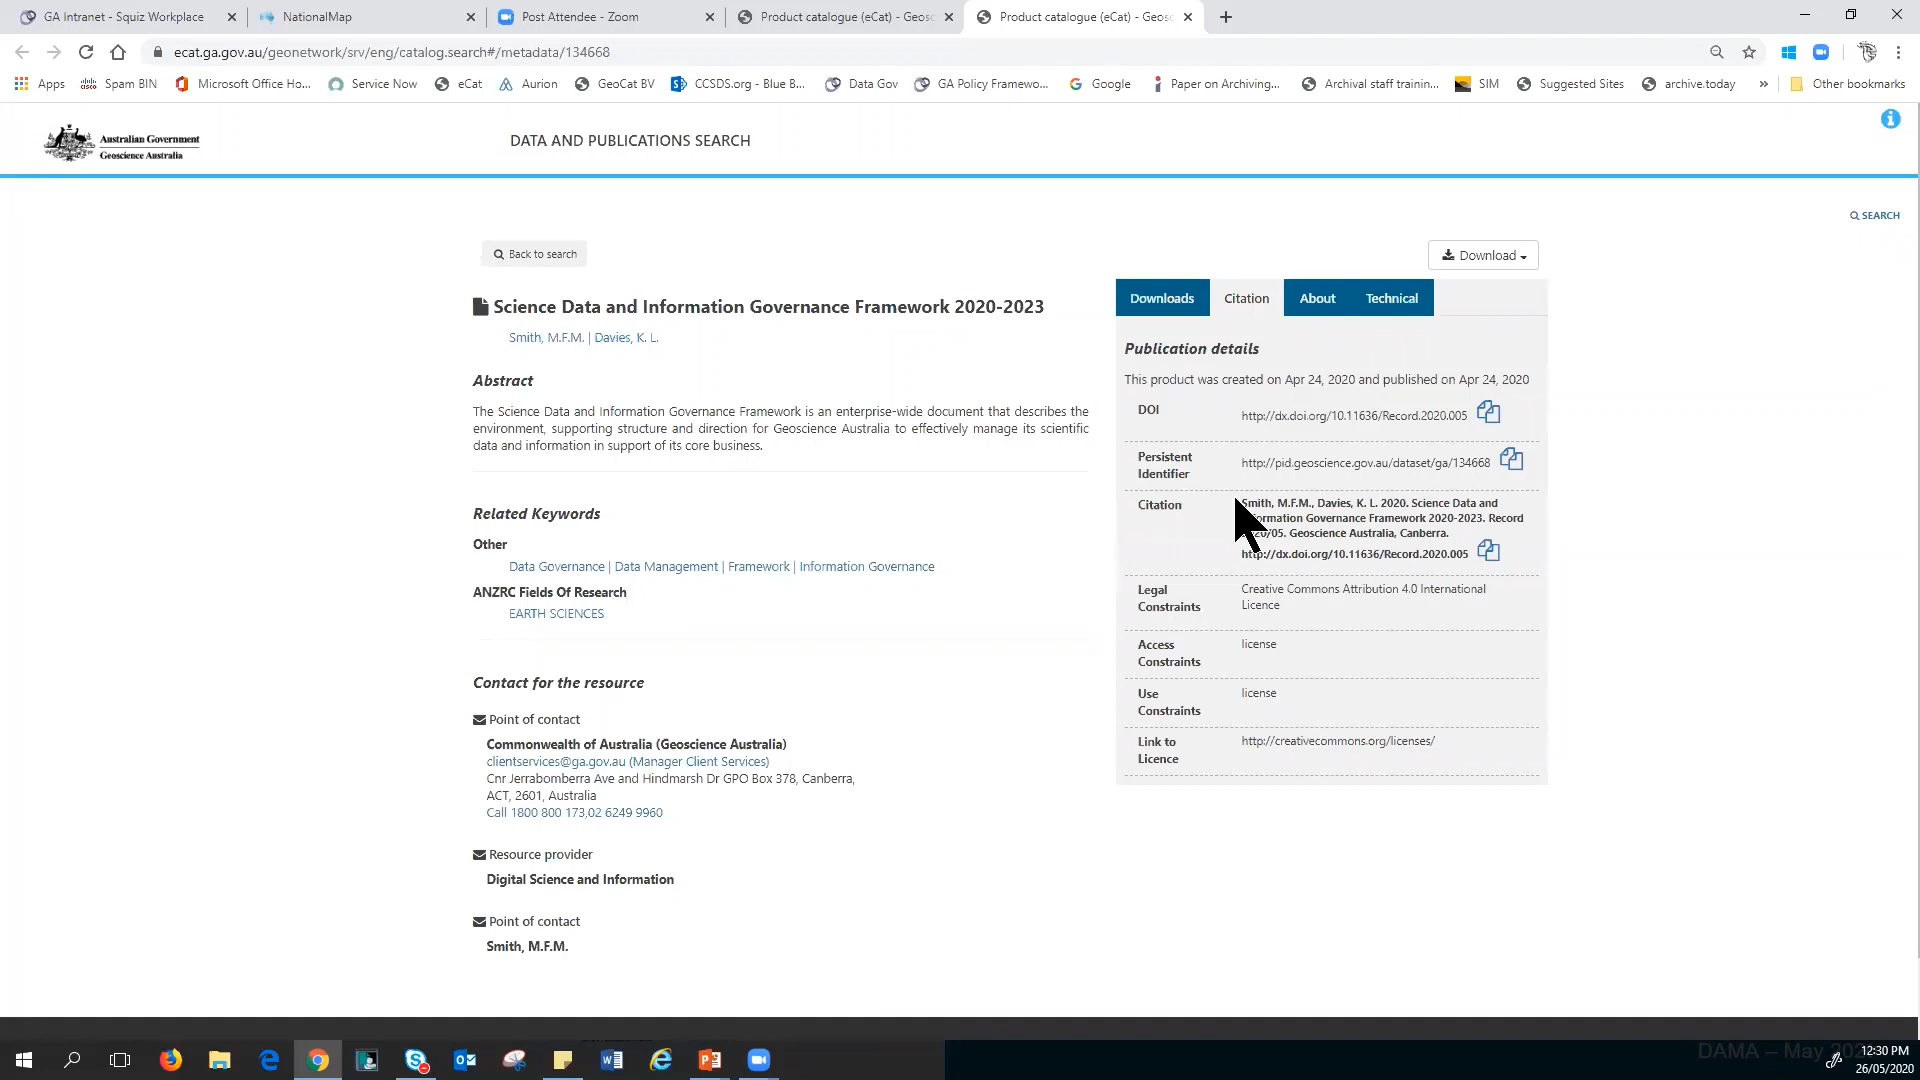 GA Intranet - Squiz Workplace
NationalMap
Post Attendee - Zoom
Product catalogue (eCat) - Geos
Product catalogue (eCat) - Geos
ecat.ga.gov.au/geonetwork/srv/eng/catalog.search#/metadata/134668
Apps
Spam BIN
Microsoft Office Ho...
Service Now
eCat
Aurion
GeoCat BV
CCSDS.org - Blue B...
Data Gov
GA Policy Framewo...
Google
Paper on Archiving...
Archival staff trainin...
SIM
Suggested Sites
archive.today
»
Other bookmarks
Australian Government
Geoscience Australia
DATA AND PUBLICATIONS SEARCH
SEARCH
Back to search
Download
Science Data and Information Governance Framework 2020-2023
Smith, M.F.M. | Davies, K. L.
Abstract
The Science Data and Information Governance Framework is an enterprise-wide document that describes the
environment, supporting structure and direction for Geoscience Australia to effectively manage its scientific
data and information in support of its core business.
Related Keywords
Other
Data Governance | Data Management | Framework | Information Governance
ANZRC Fields Of Research
EARTH SCIENCES
Contact for the resource
Point of contact
Commonwealth of Australia (Geoscience Australia)
clientservices@ga.gov.au (Manager Client Services)
Cnr Jerrabomberra Ave and Hindmarsh Dr GPO Box 378, Canberra,
ACT, 2601, Australia
Call 1800 800 173,02 6249 9960
Resource provider
Digital Science and Information
Point of contact
Smith, M.F.M.
Downloads
Citation
About
Technical
Publication details
This product was created on Apr 24, 2020 and published on Apr 24, 2020
DOI
http://dx.doi.org/10.11636/Record.2020.005
Persistent
Identifier
http://pid.geoscience.gov.au/dataset/ga/134668
Citation
Smith, M.F.M., Davies, K. L. 2020. Science Data and
ormation Governance Framework 2020-2023. Record
20/05. Geoscience Australia, Canberra.
http://dx.doi.org/10.11636/Record.2020.005
Legal
Constraints
Creative Commons Attribution 4.0 International
Licence
Access
Constraints
license
Use
Constraints
license
Link to
Licence
http://creativecommons.org/licenses/
DAMA – May 20
12:30 PM
26/05/2020